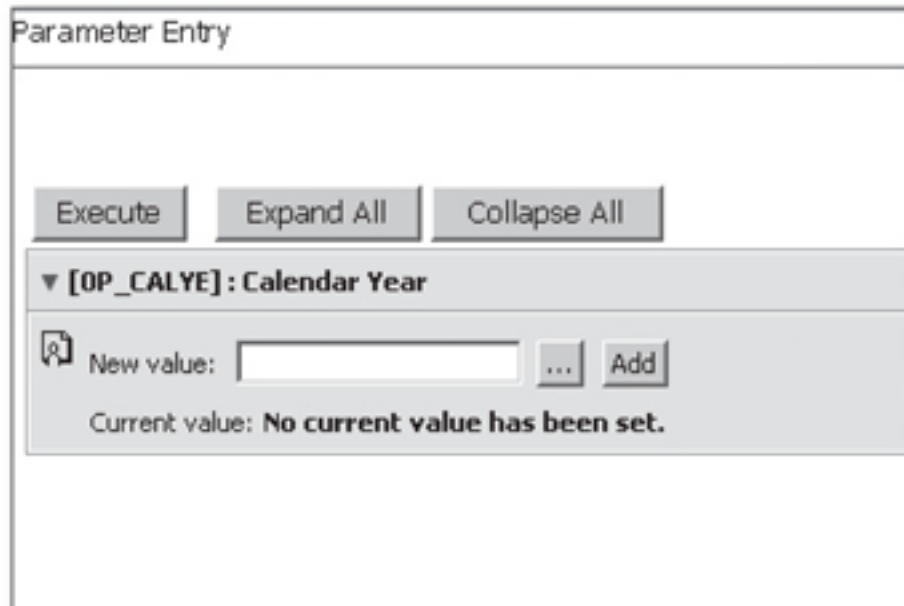 Parameter Entry
Execute Expand All Collapse All
[0P_CALYE] : Calendar Year
New value: ... Add
Current value: No current value has been set.